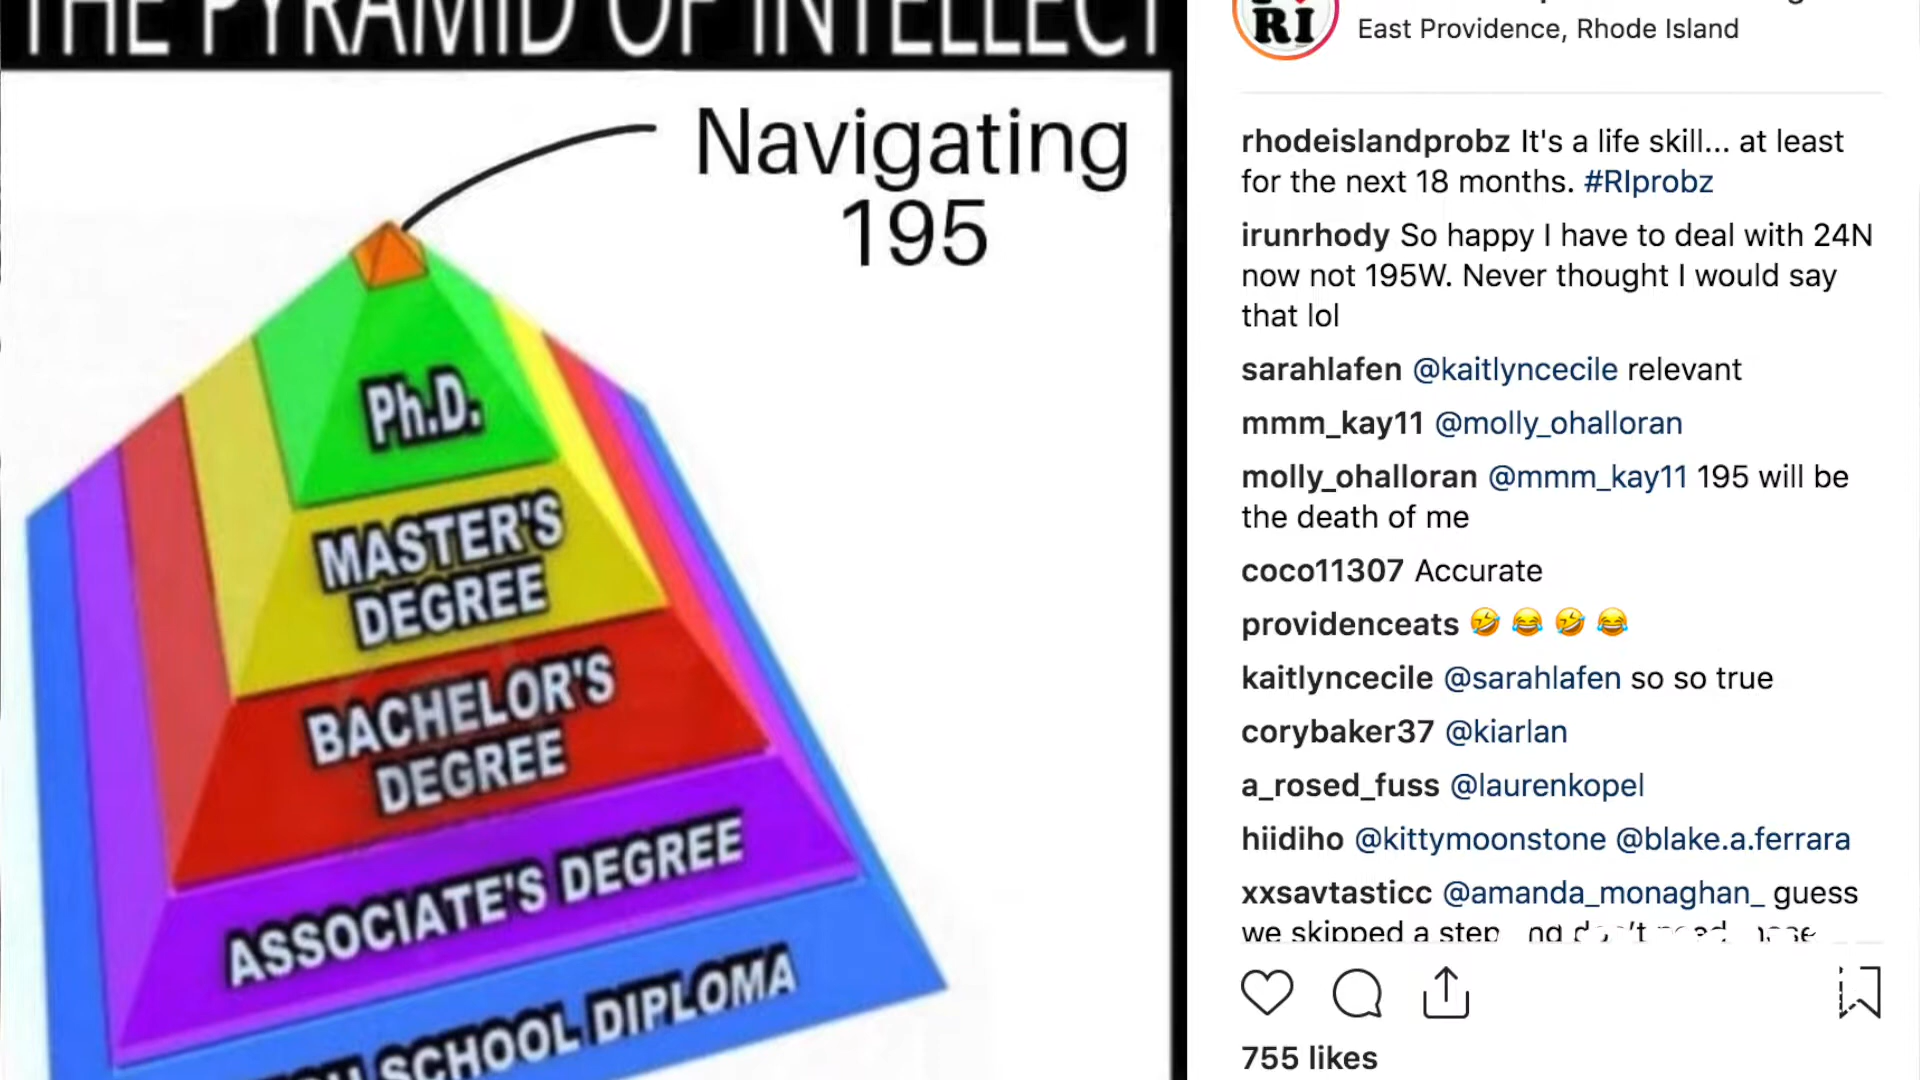 THE PYRAMID OF INTELLECT
Navigating
195
Ph.D.
MASTER'S
DEGREE
BACHELOR'S
DEGREE
ASSOCIATE'S DEGREE
SCHOOL DIPLOMA
RI
East Providence, Rhode Island
rhodeislandprobz It's a life skill... at least
for the next 18 months. #RIprobz
irunrhody So happy I have to deal with 24N
now not 195W. Never thought I would say
that lol
sarahlafen @kaitlyncecile relevant
mmm_kay11 @molly_ohalloran
molly_ohalloran @mmm_kay11 195 will be
the death of me
coco11307 Accurate
providenceats 🤣 😂 🤣 😂
kaitlyncecile @sarahlafen so so true
corybaker37 @kiarlan
a_rosed_fuss @laurenkopel
hiidiho @kittymoonstone @blake.a.ferrara
xxsavtasticc @amanda_monaghan_ guess
we skipped a step
755 likes